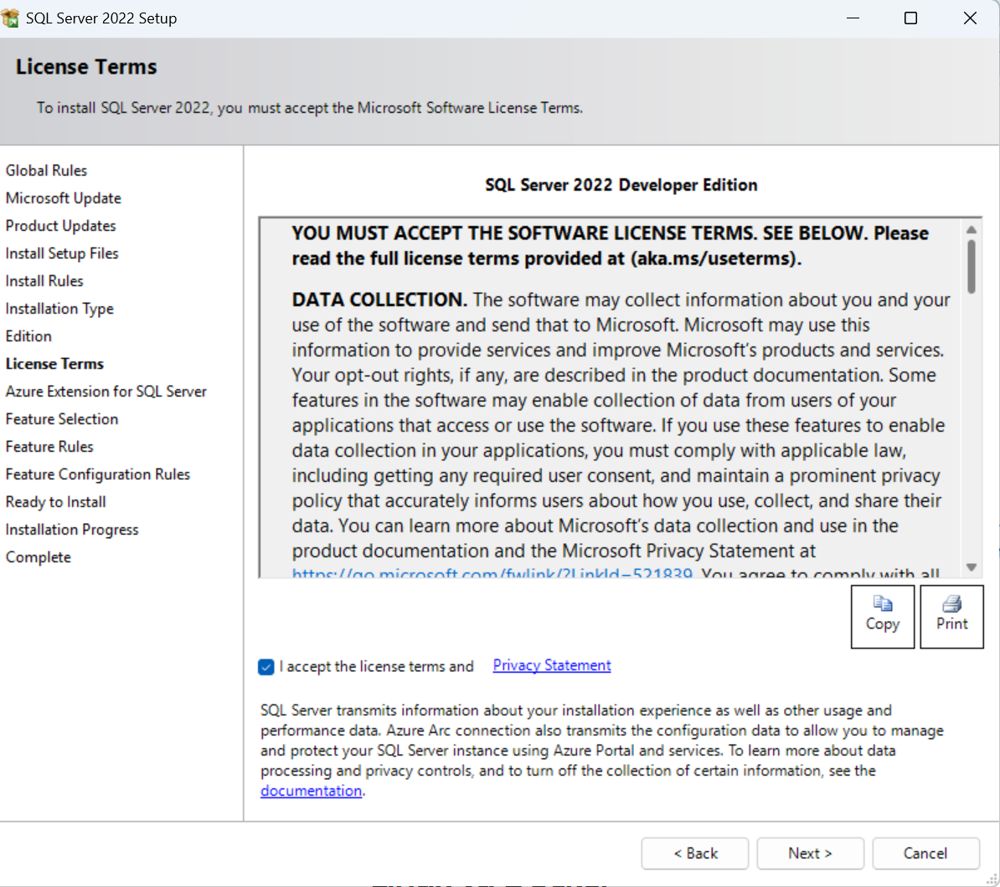 SQL Server 2022 Setup
License Terms
To install SQL Server 2022, you must accept the Microsoft Software License Terms.
Global Rules
Microsoft Update
Product Updates
Install Setup Files
Install Rules
Installation Type
Edition
License Terms
Azure Extension for SQL Server
Feature Selection
Feature Rules
Feature Configuration Rules
Ready to Install
Installation Progress
Complete
SQL Server 2022 Developer Edition
YOU MUST ACCEPT THE SOFTWARE LICENSE TERMS. SEE BELOW. Please
read the full license terms provided at (aka.ms/useterms).
DATA COLLECTION. The software may collect information about you and your
use of the software and send that to Microsoft. Microsoft may use this
information to provide services and improve Microsoft's products and services.
Your opt-out rights, if any, are described in the product documentation. Some
features in the software may enable collection of data from users of your
applications that access or use the software. If you use these features to enable
data collection in your applications, you must comply with applicable law,
including getting any required user consent, and maintain a prominent privacy
policy that accurately informs users about how you use, collect, and share their
data. You can learn more about Microsoft's data collection and use in the
product documentation and the Microsoft Privacy Statement at
https://go.microsoft.com/fwlink/?LinkId=521839. You agree to comply with all
Copy
Print
I accept the license terms and Privacy Statement
SQL Server transmits information about your installation experience as well as other usage and
performance data. Azure Arc connection also transmits the configuration data to allow you to manage
and protect your SQL Server instance using Azure Portal and services. To learn more about data
processing and privacy controls, and to turn off the collection of certain information, see the
documentation.
< Back
Next >
Cancel